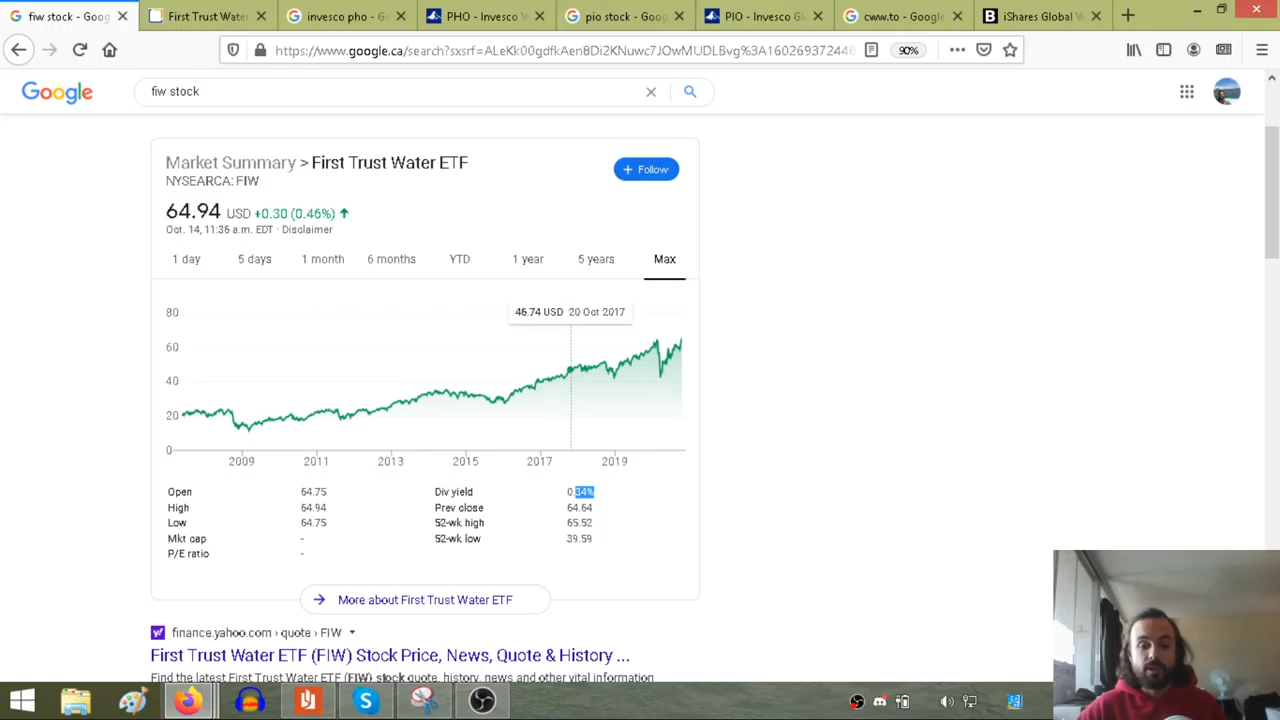 fiw stock - Goog
First Trust Wate
invesco pho - G
PHO - Invesco
pio stock - Goog
PIO - Invesco Gl
cww.to - Google
iShares Global
https://www.google.ca/search?sxsrf=ALeKk00gdfkAen8Di2KNuwc7JOwMUDLBvg%3A16026937244
90%
Google
fiw stock
Market Summary > First Trust Water ETF
NYSEARCA: FIW
Follow
64.94 USD +0.30 (0.46%)
Oct. 14, 11:36 a.m. EDT · Disclaimer
1 day 5 days 1 month 6 months YTD 1 year 5 years Max
46.74 USD 20 Oct 2017
80
60
40
20
0
2009 2011 2013 2015 2017 2019
Open 64.75 Div yield 0.34%
High 64.94 Prev close 64.64
Low 64.75 52-wk high 65.52
Mkt cap - 52-wk low 39.59
P/E ratio -
More about First Trust Water ETF
finance.yahoo.com › quote › FIW
First Trust Water ETF (FIW) Stock Price, News, Quote & History ...
Find the latest First Trust Water ETF (FIW) stock quote, history, news and other vital information